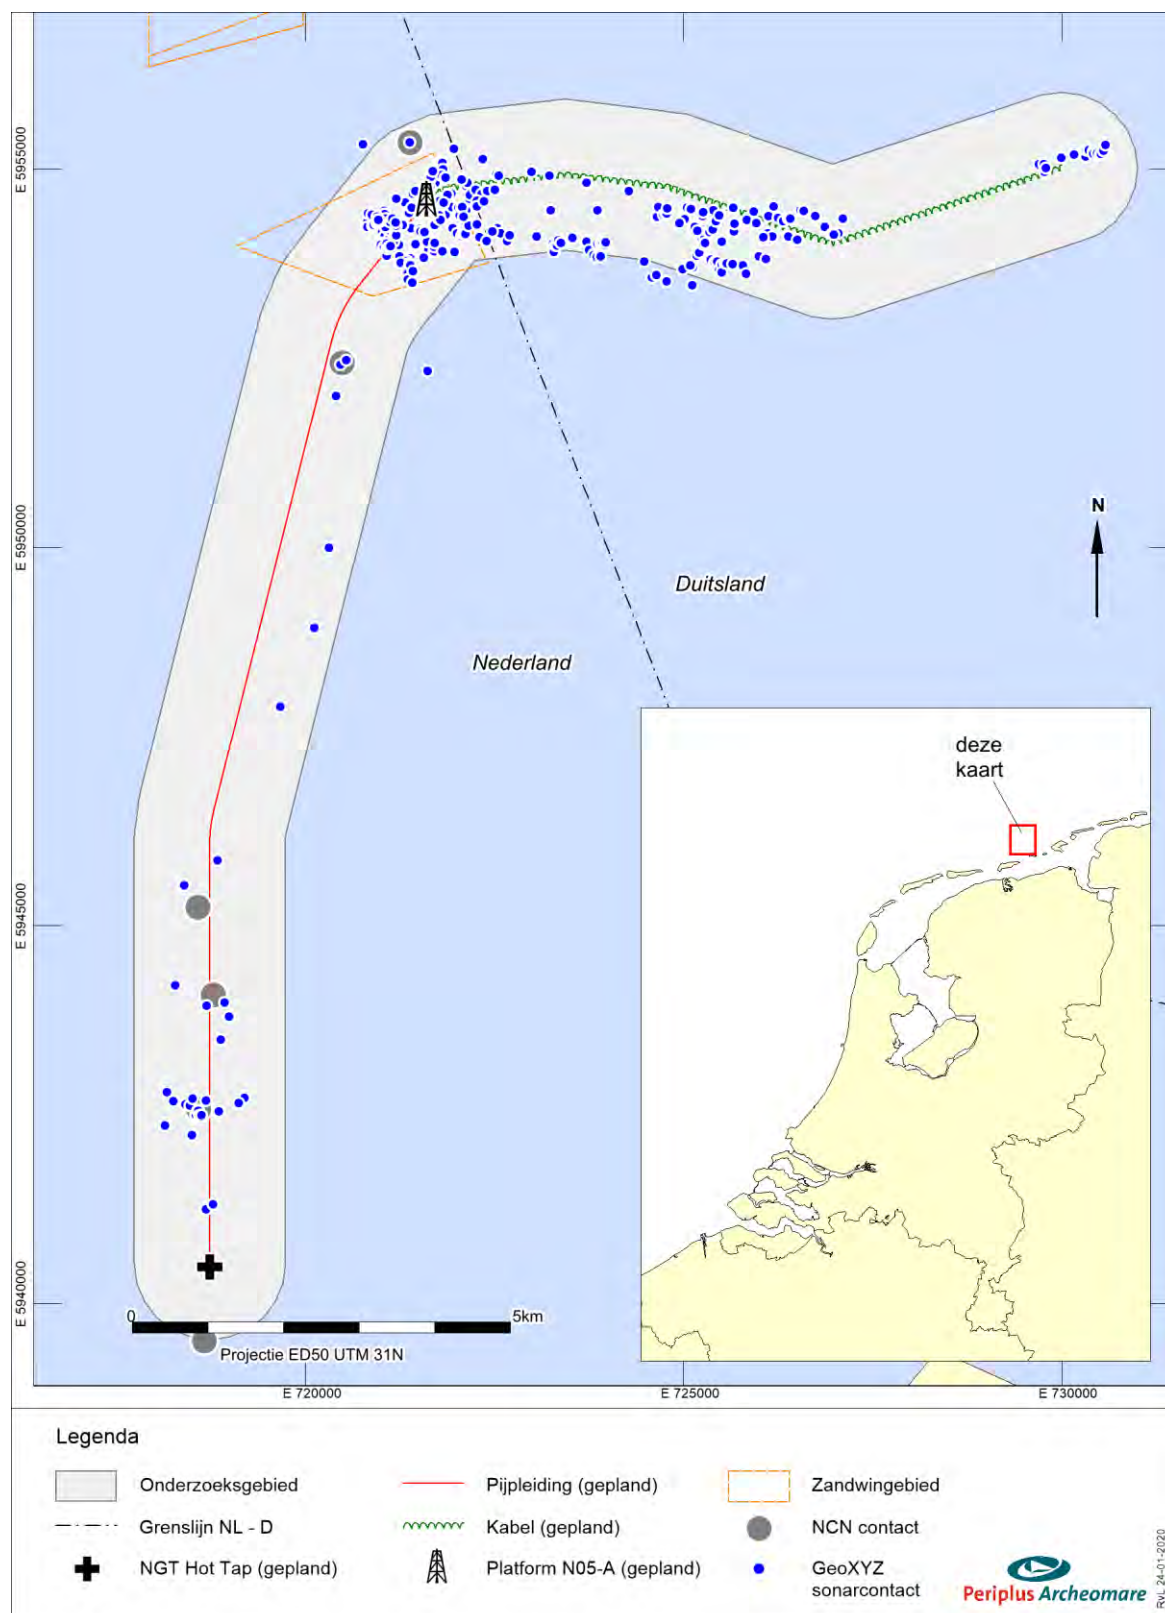 E 5955000
E 5950000
E 5945000
E 5940000
N
Duitsland
Nederland
deze
kaart
0
5km
Projectie ED50 UTM 31N
E 720000
E 725000
E 730000
Legenda
Onderzoeksgebied
Pijpleiding (gepland)
Zandwingebied
Grenslijn NL - D
Kabel (gepland)
NCN contact
NGT Hot Tap (gepland)
Platform N05-A (gepland)
GeoXYZ
sonarcontact
Periplus Archeomare
RvL 24-01-2020